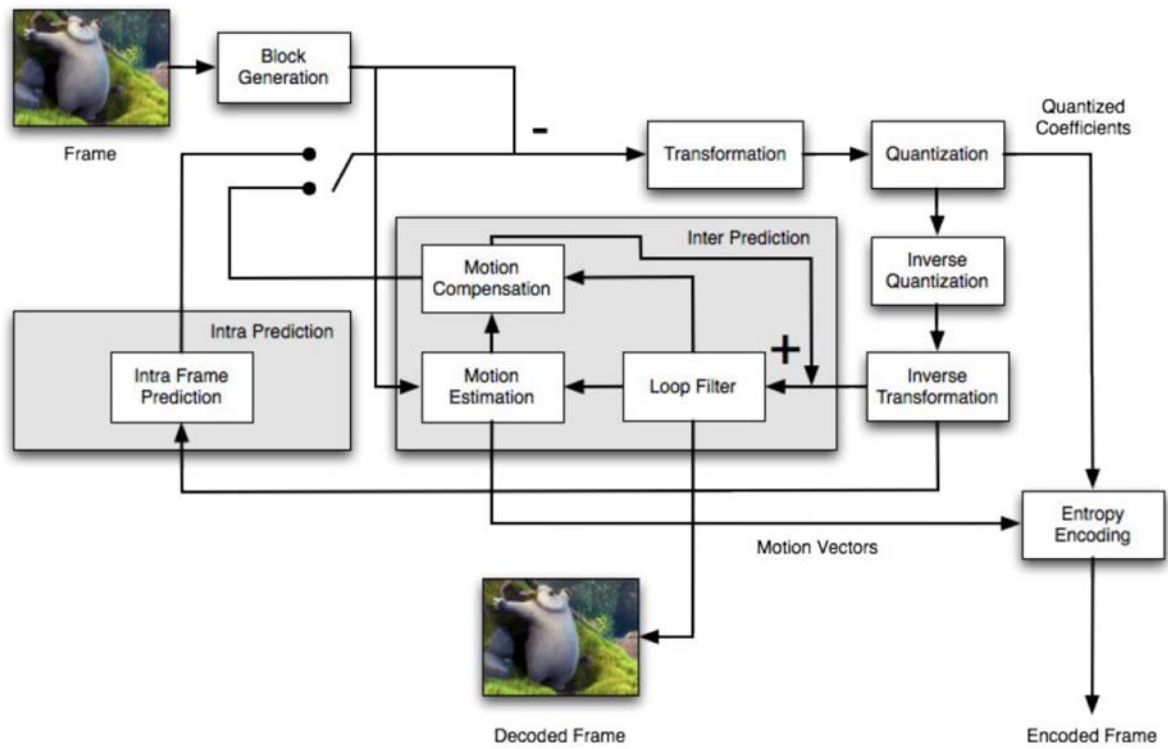 Block
Generation
Frame
-
Transformation
Quantization
Quantized
Coefficients
Inter Prediction
Motion
Compensation
Inverse
Quantization
Intra Prediction
Intra Frame
Prediction
Motion
Estimation
Loop Filter
+
Inverse
Transformation
Entropy
Encoding
Motion Vectors
Decoded Frame
Encoded Frame